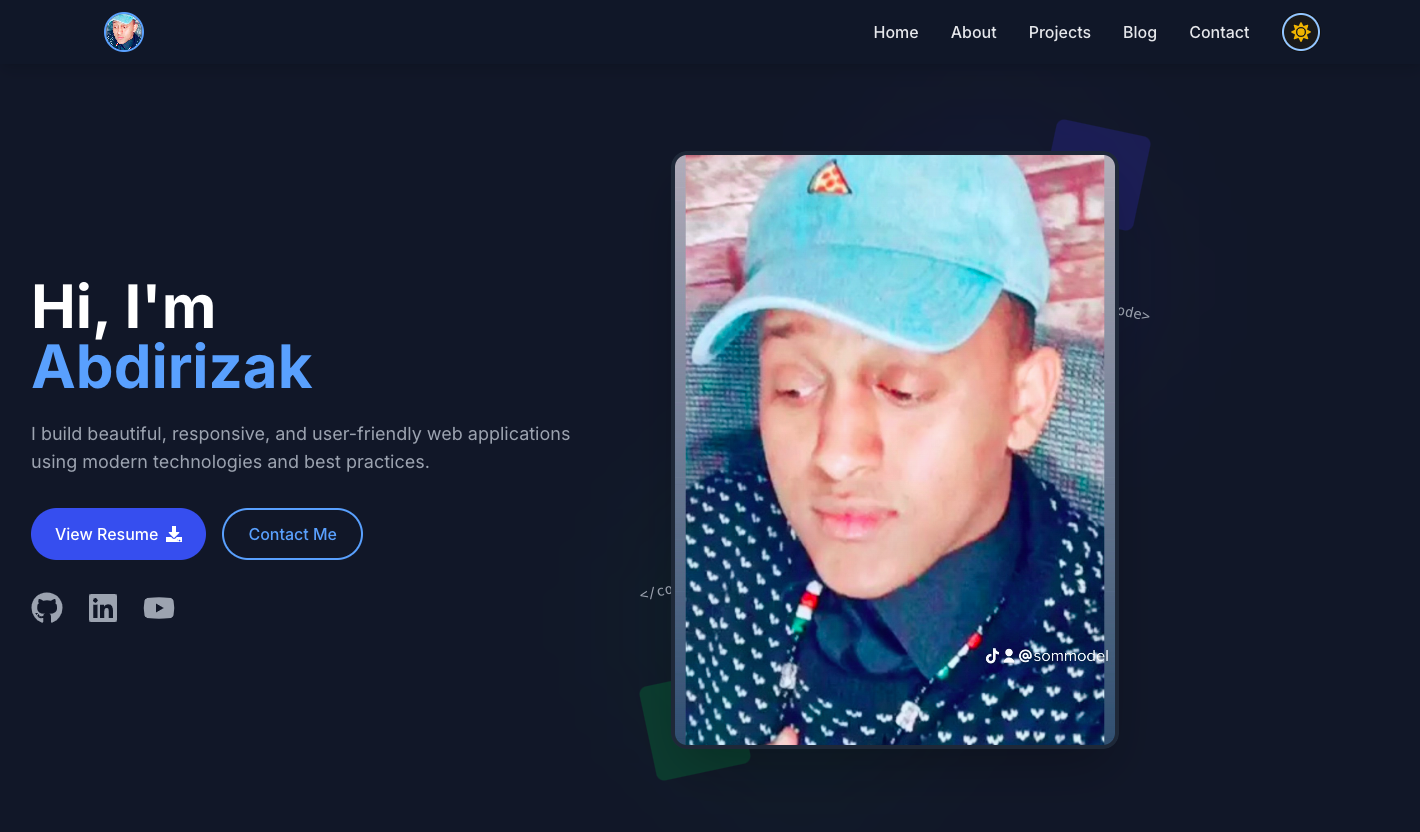 Home About Projects Blog Contact
Hi, I'm
Abdirizak
I build beautiful, responsive, and user-friendly web applications
using modern technologies and best practices.
View Resume
Contact Me
ode>
</co
@sommodel